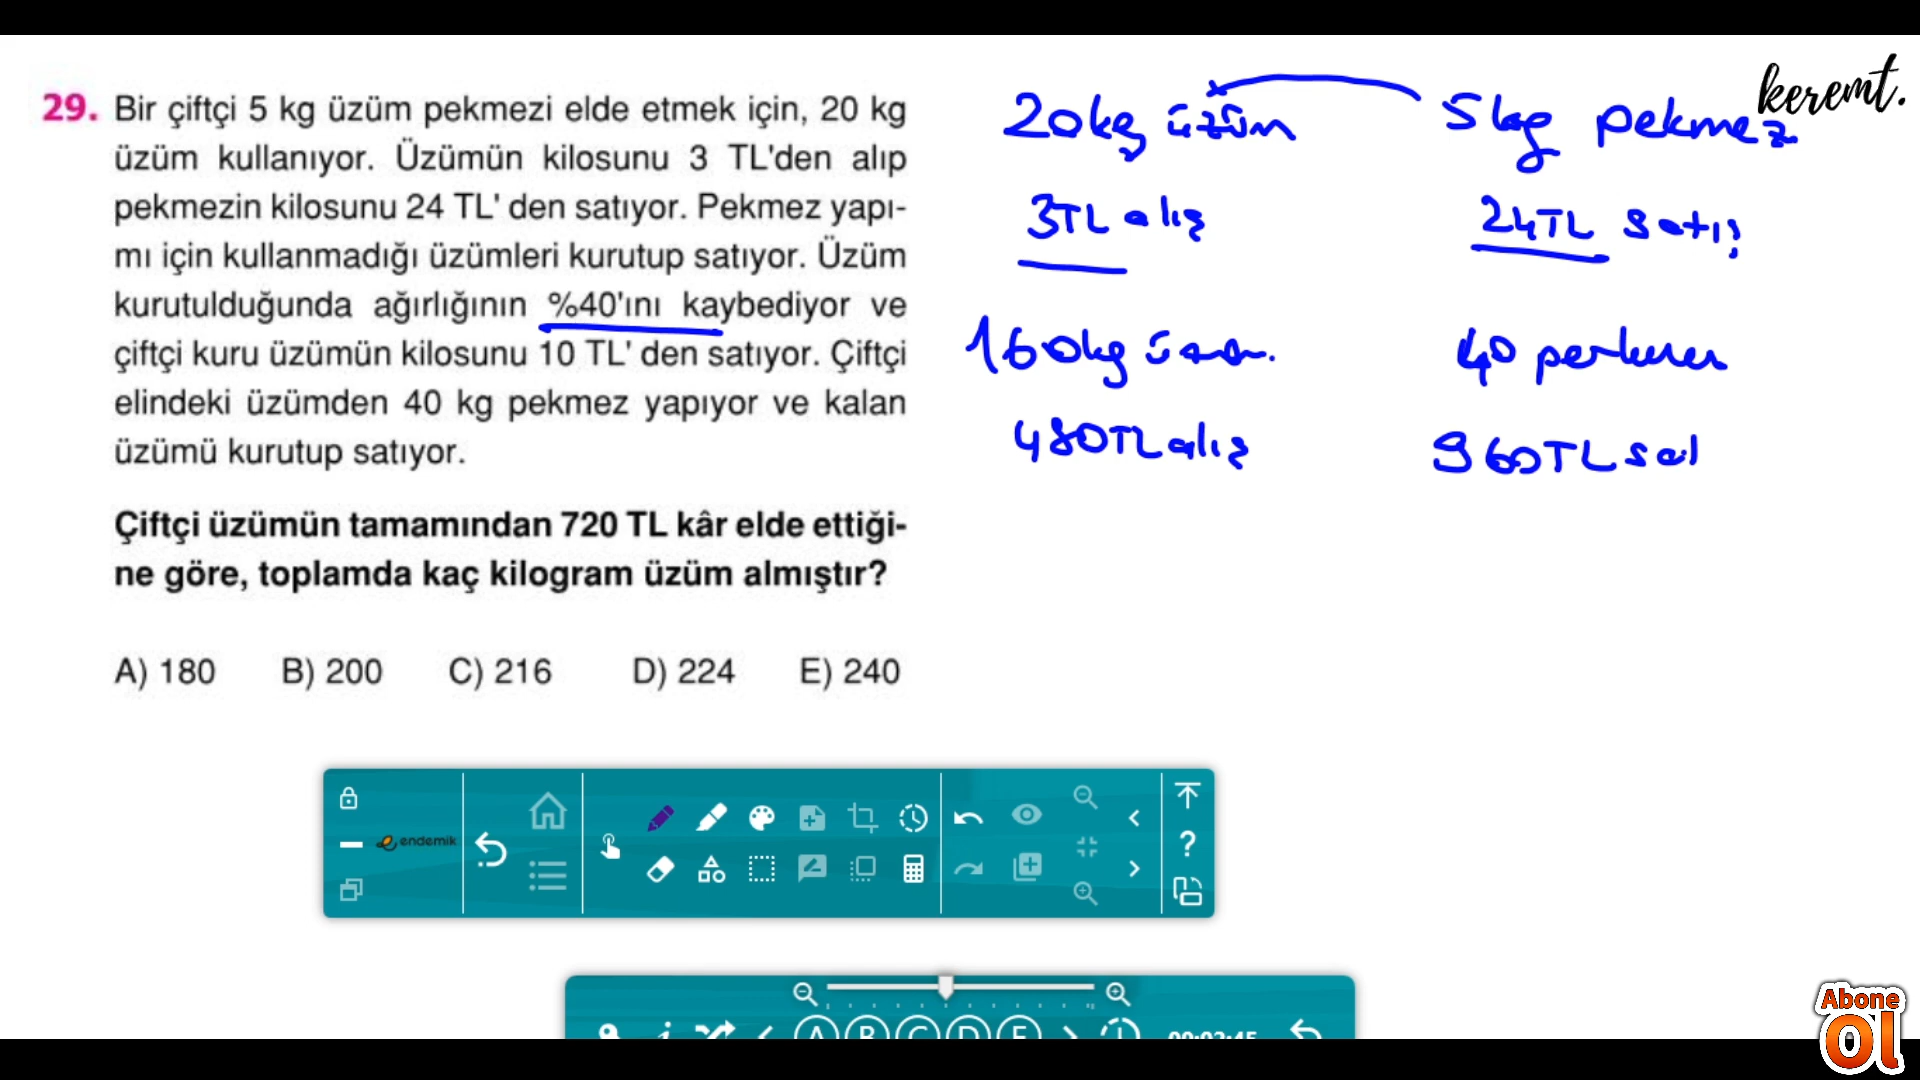 29. Bir çiftçi 5 kg üzüm pekmezi elde etmek için, 20 kg
üzüm kullanıyor. Üzümün kilosunu 3 TL'den alıp
pekmezin kilosunu 24 TL' den satıyor. Pekmez yapı-
mı için kullanmadığı üzümleri kurutup satıyor. Üzüm
kurutulduğunda ağırlığının %40'ını kaybediyor ve
çiftçi kuru üzümün kilosunu 10 TL' den satıyor. Çiftçi
elindeki üzümden 40 kg pekmez yapıyor ve kalan
üzümü kurutup satıyor.
Çiftçi üzümün tamamından 720 TL kâr elde ettiği-
ne göre, toplamda kaç kilogram üzüm almıştır?
A) 180 B) 200 C) 216 D) 224 E) 240
keremt.
20kg üzüm 5kg pekmez
3TL alış 24TL satış
160kg 40
480TL alış 960TL
endemik
?
A B C D E 00:02:45
Abone
Ol